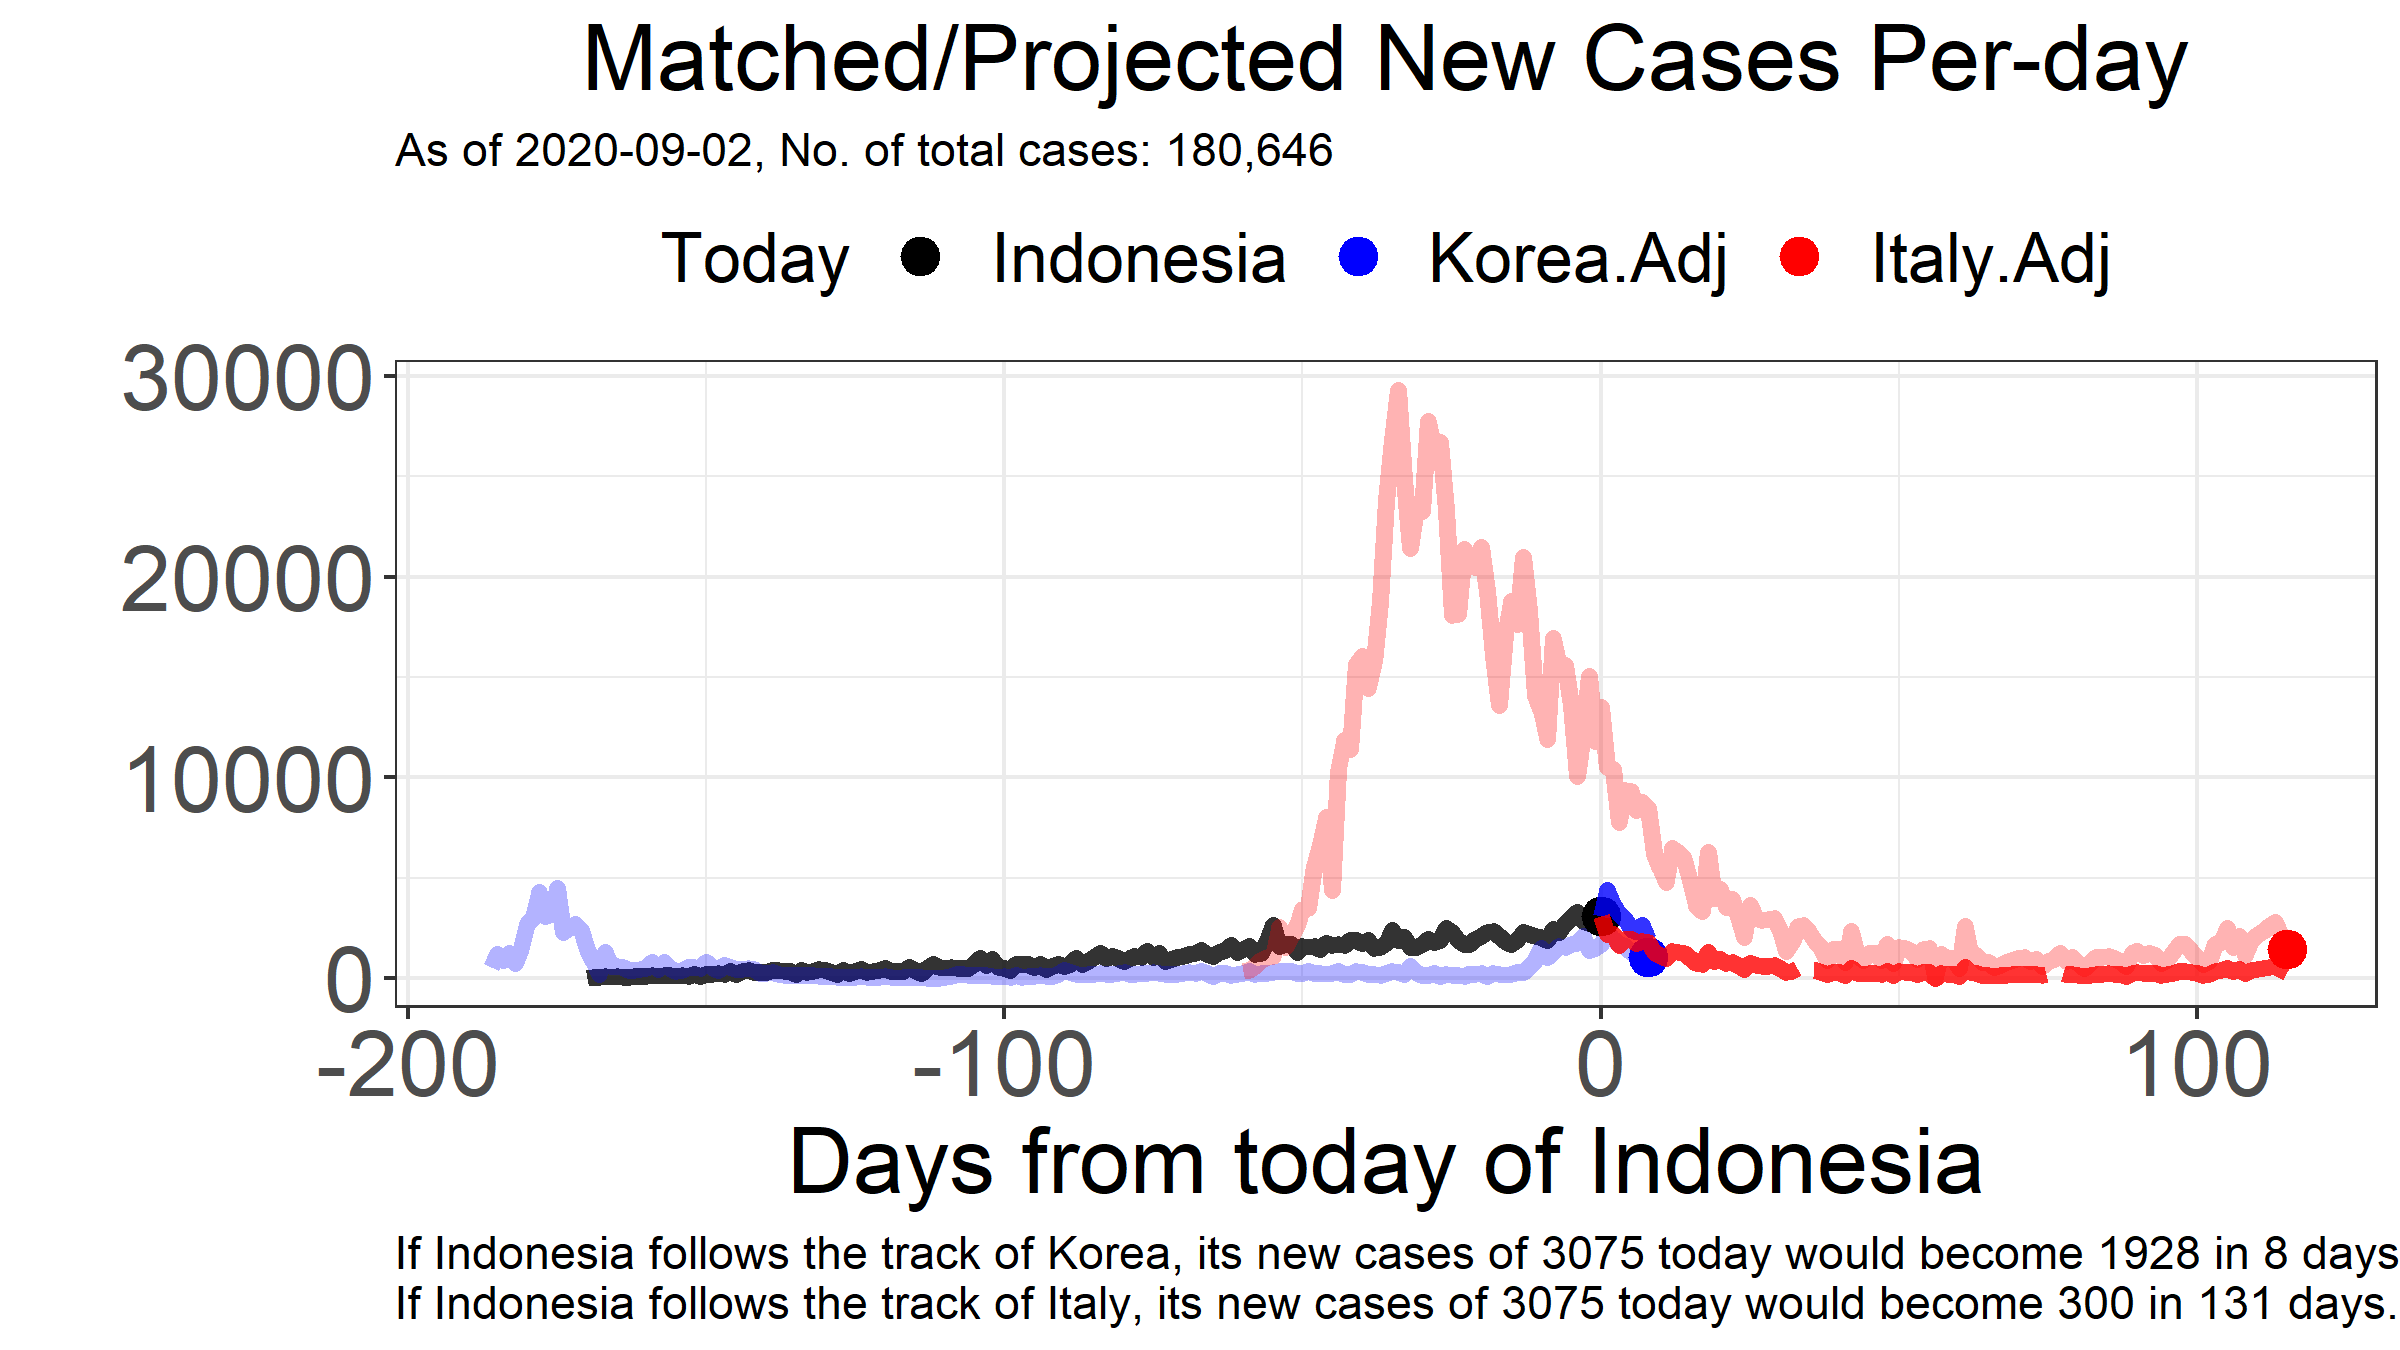 Matched/Projected New Cases Per-day
As of 2020-09-02, No. of total cases: 180,646
Today Indonesia Korea.Adj Italy.Adj
30000
20000
10000
0
-200 -100 0 100
Days from today of Indonesia
If Indonesia follows the track of Korea, its new cases of 3075 today would become 1928 in 8 days
If Indonesia follows the track of Italy, its new cases of 3075 today would become 300 in 131 days.